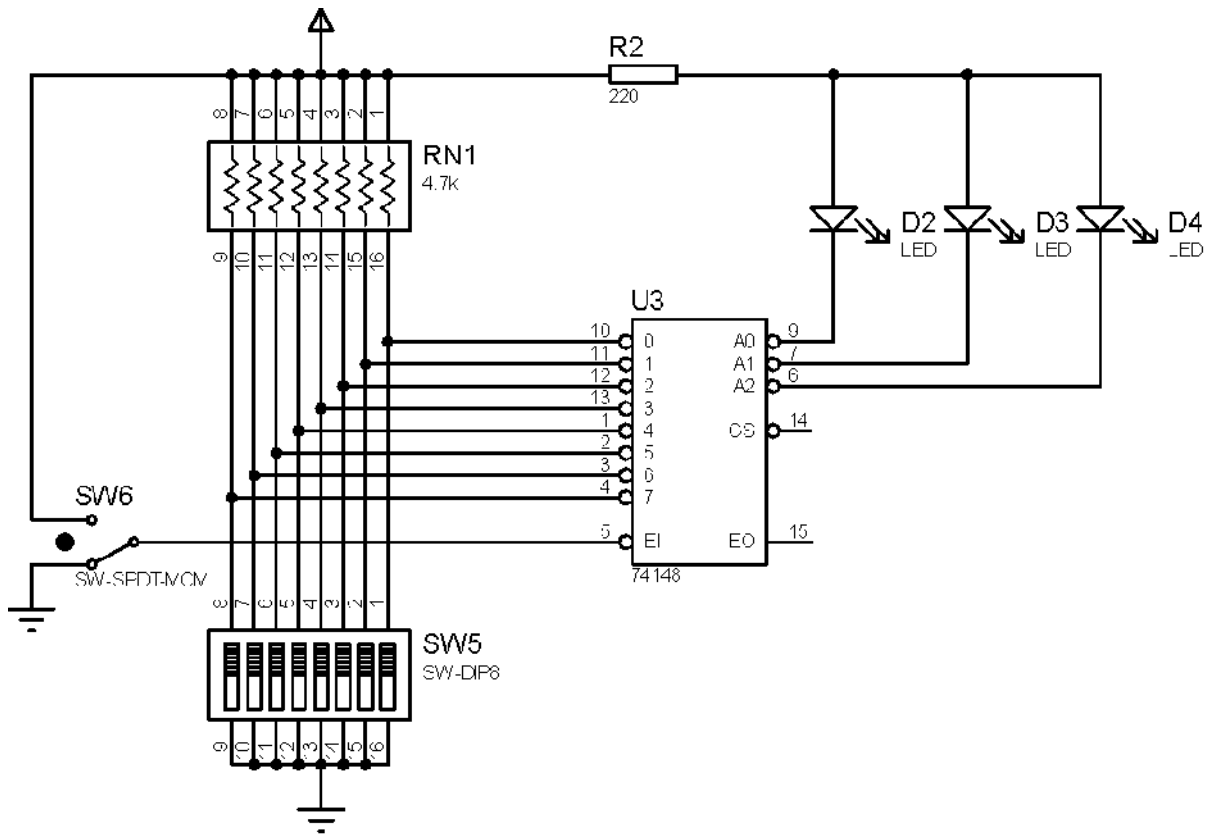 R2
220
8 7 6 5 4 3 2 1
RN1
4.7k
9 10 11 12 13 14 15 16
D2
LED
D3
LED
D4
LED
U3
10 0 A0 9
11 1 A1 7
12 2 A2 6
13 3
1 4 GS 14
2 5
3 6
4 7
5 EI EO 15
74148
SW6
SW-SPDT-MOM
8 7 6 5 4 3 2 1
SW5
SW-DIP8
9 10 11 12 13 14 15 16